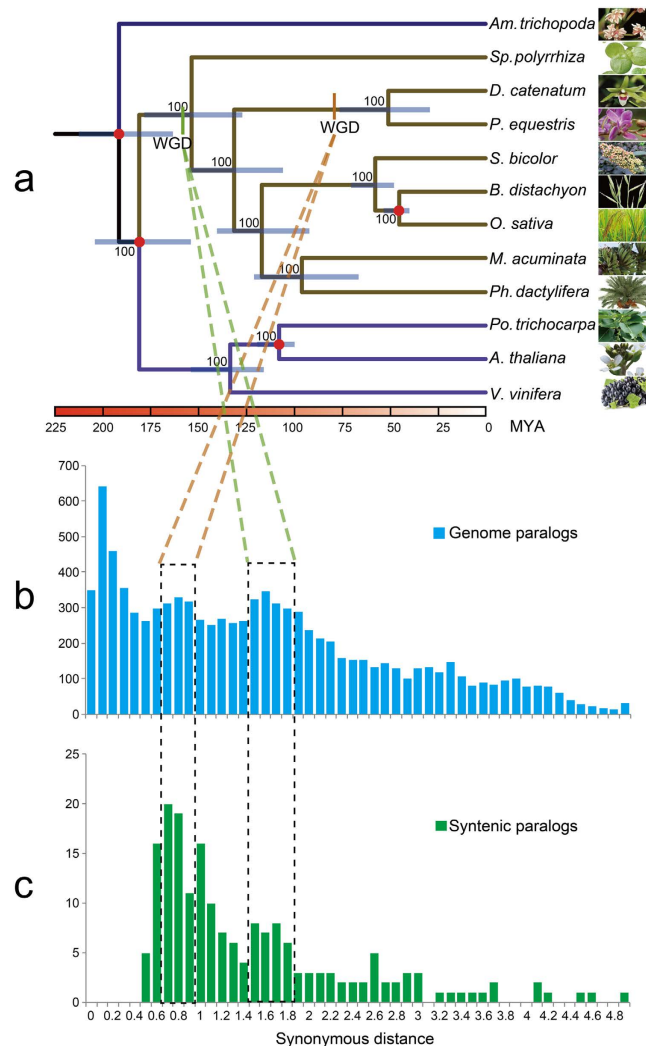 a
Am. trichopoda
Sp. polyrrhiza
100
WGD
D. catenatum
100
WGD
P. equestris
100
S. bicolor
100
B. distachyon
100
O. sativa
100
M. acuminata
100
100
Ph. dactylifera
Po. trichocarpa
100
A. thaliana
100
V. vinifera
225 200 175 150 125 100 75 50 25 0 MYA
b
700
600
500
400
300
200
100
0
Genome paralogs
c
25
20
15
10
5
0
Syntenic paralogs
0 0.2 0.4 0.6 0.8 1 1.2 1.4 1.6 1.8 2 2.2 2.4 2.6 2.8 3 3.2 3.4 3.6 3.8 4 4.2 4.4 4.6 4.8
Synonymous distance